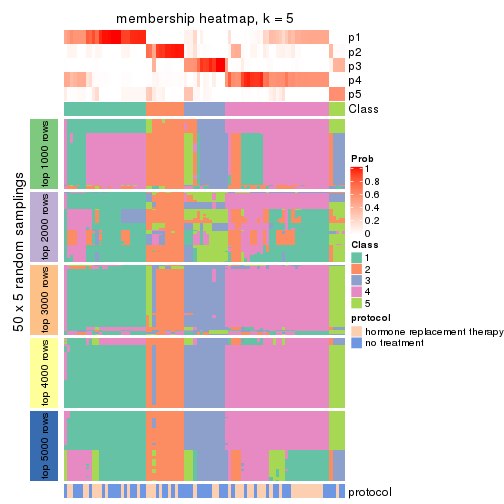 membership heatmap, k = 5
p1
p2
p3
p4
p5
Class
50 x 5 random samplings
top 1000 rows
top 2000 rows
top 3000 rows
top 4000 rows
top 5000 rows
protocol
Prob
1
0.8
0.6
0.4
0.2
0
Class
1
2
3
4
5
protocol
hormone replacement therapy
no treatment